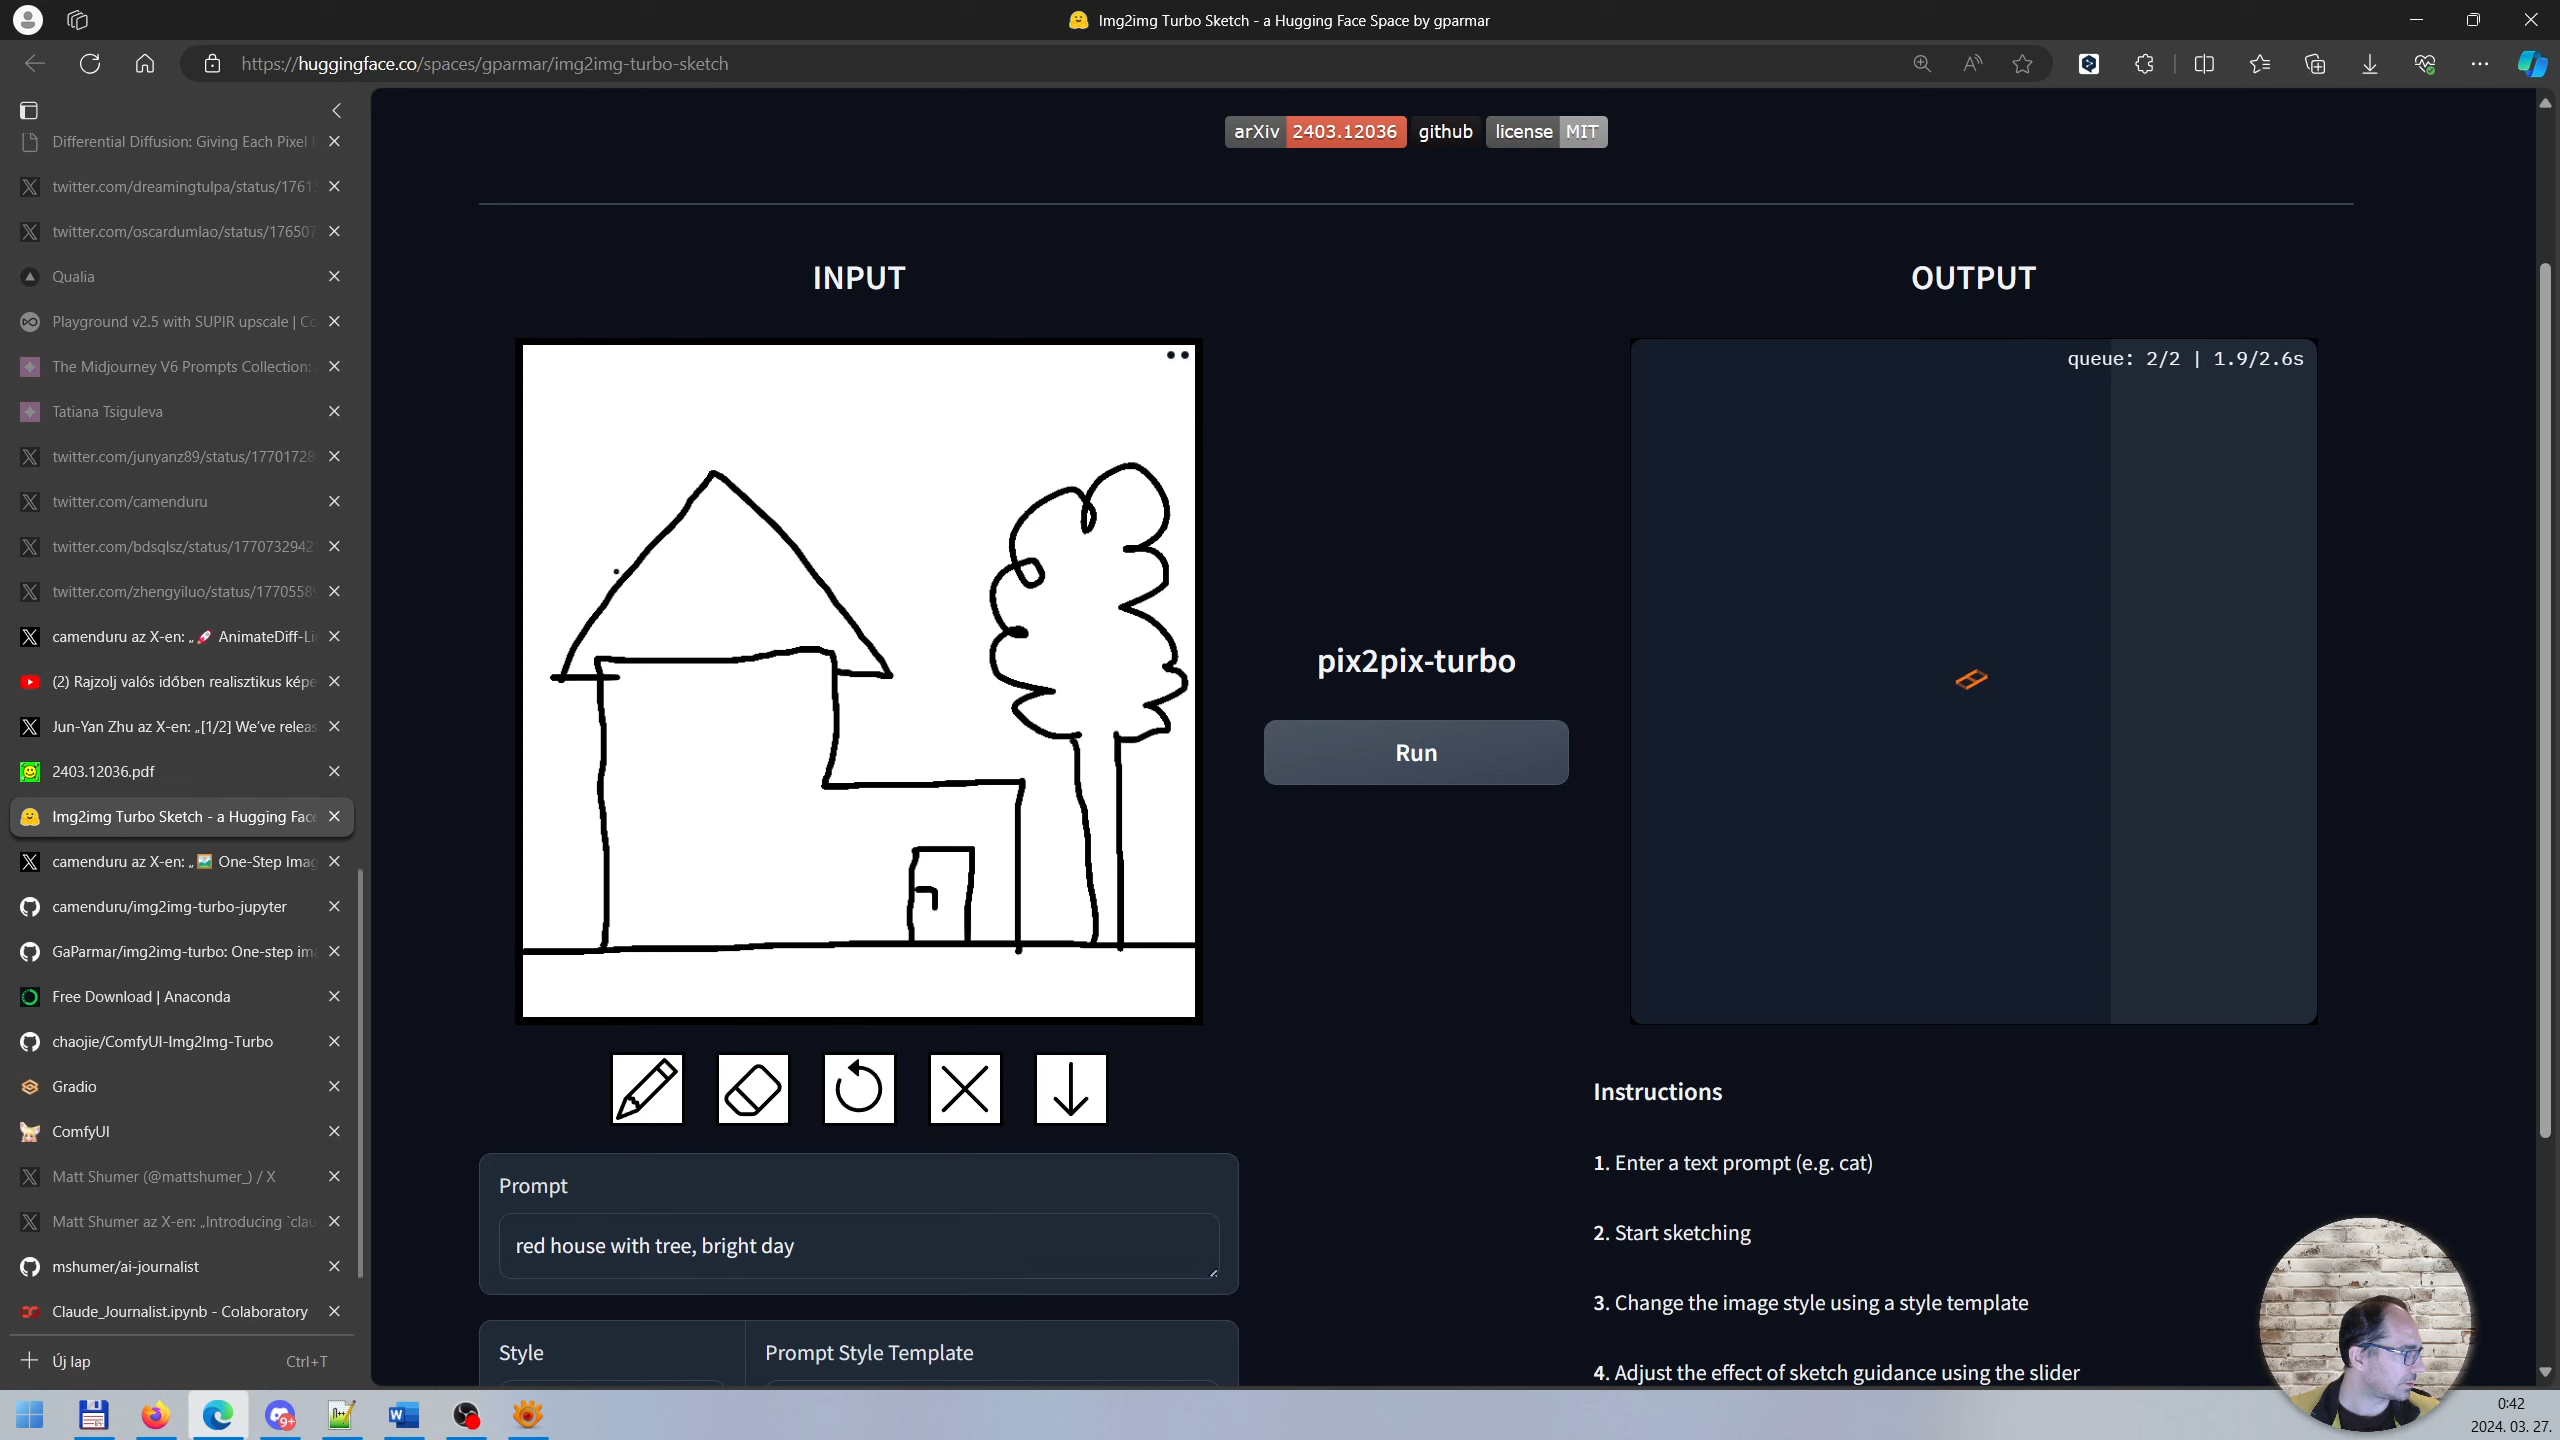 Img2img Turbo Sketch - a Hugging Face Space by gparmar
https://huggingface.co/spaces/gparmar/img2img-turbo-sketch
Differential Diffusion: Giving Each Pixel
twitter.com/dreamingtulpa/status/1761
twitter.com/oscardumlao/status/176507
Qualia
Playground v2.5 with SUPIR upscale | Co
The Midjourney V6 Prompts Collection:
Tatiana Tsiguleva
twitter.com/junyanz89/status/17701728
twitter.com/camenduru
twitter.com/bdsqlsz/status/1770732942
twitter.com/zhengyiluo/status/17705589
camenduru az X-en: „🚀 AnimateDiff-Li
(2) Rajzolj valós időben realisztikus képe
Jun-Yan Zhu az X-en: „[1/2] We've releas
2403.12036.pdf
Img2img Turbo Sketch - a Hugging Face
camenduru az X-en: „🖼️ One-Step Imag
camenduru/img2img-turbo-jupyter
GaParmar/img2img-turbo: One-step im
Free Download | Anaconda
chaojie/ComfyUI-Img2Img-Turbo
Gradio
ComfyUI
Matt Shumer (@mattshumer_) / X
Matt Shumer az X-en: „Introducing `clau
mshumer/ai-journalist
Claude_Journalist.ipynb - Colaboratory
Új lap Ctrl+T
arXiv 2403.12036 github license MIT
INPUT
OUTPUT
queue: 2/2 | 1.9/2.6s
pix2pix-turbo
Run
Prompt
red house with tree, bright day
Style
Prompt Style Template
Instructions
1. Enter a text prompt (e.g. cat)
2. Start sketching
3. Change the image style using a style template
4. Adjust the effect of sketch guidance using the slider
9+
0:42
2024. 03. 27.